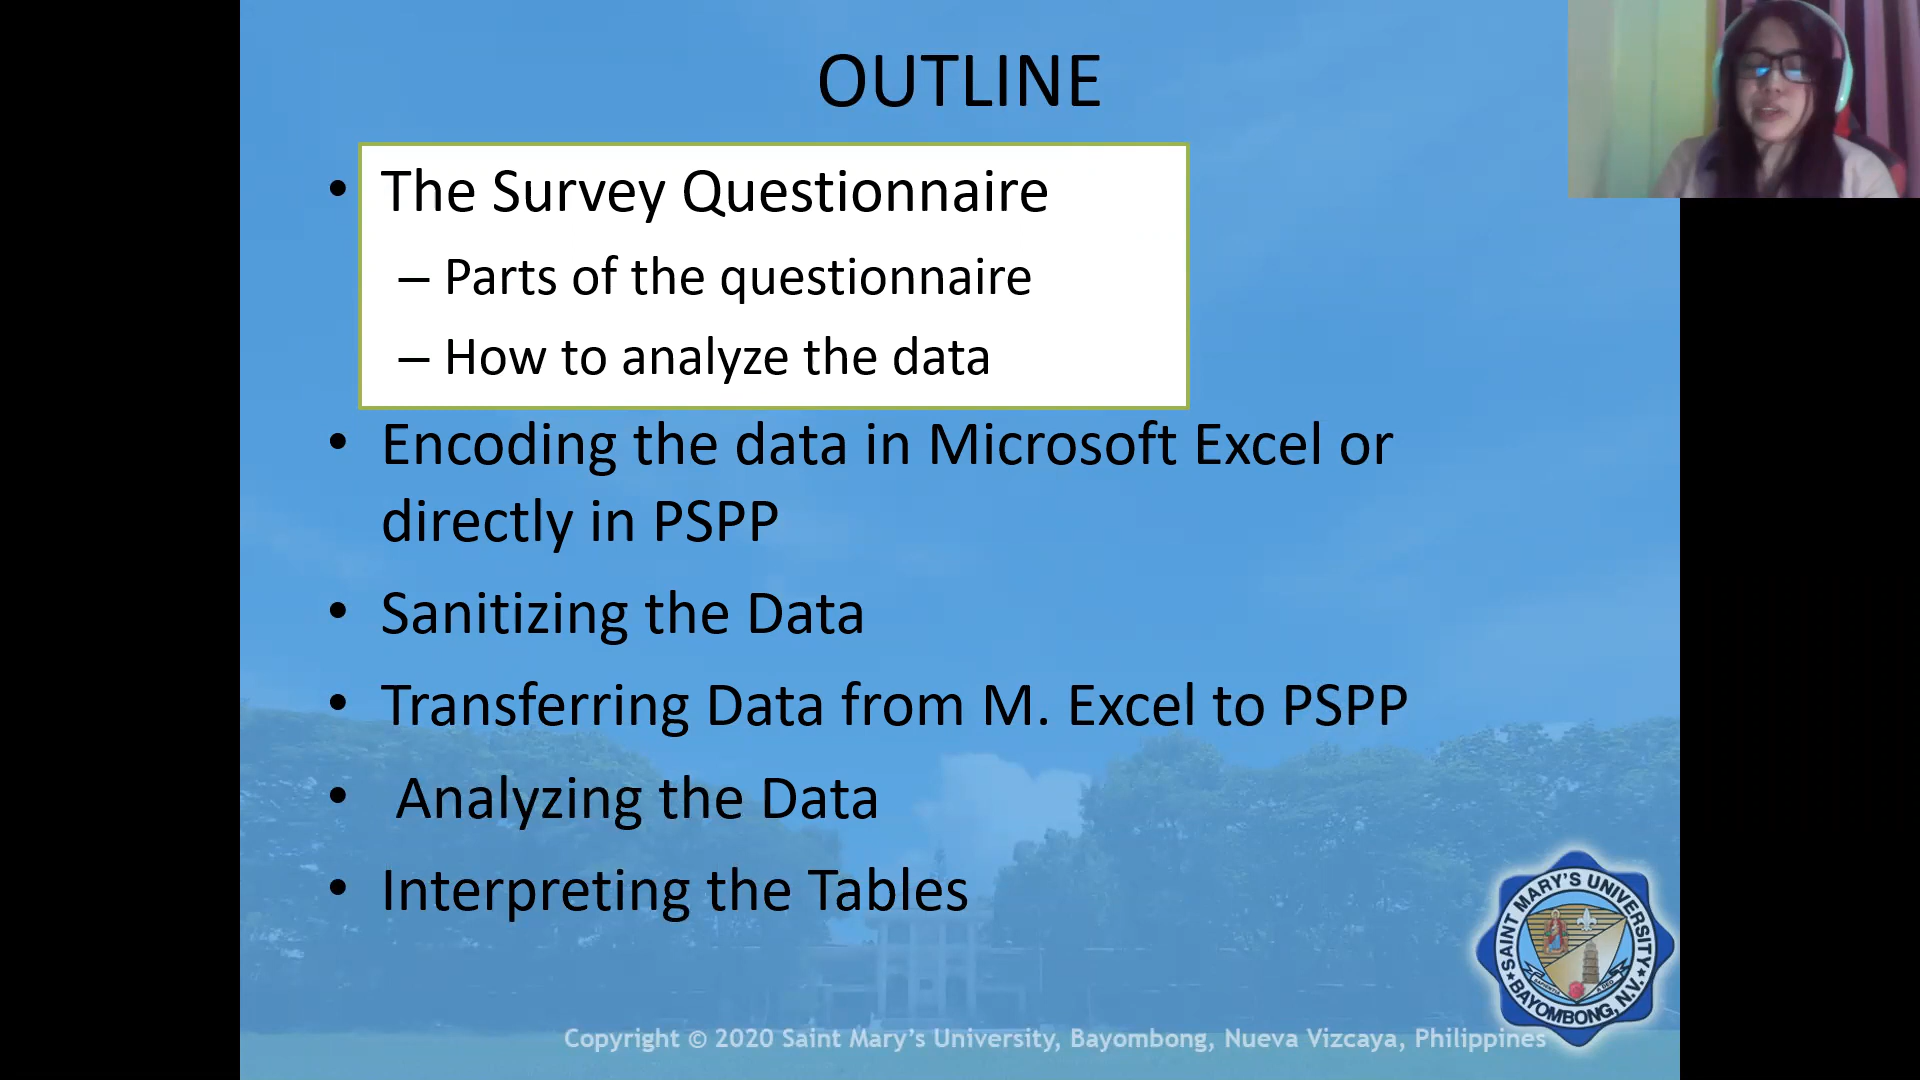 OUTLINE
• The Survey Questionnaire
– Parts of the questionnaire
– How to analyze the data
• Encoding the data in Microsoft Excel or
directly in PSPP
• Sanitizing the Data
• Transferring Data from M. Excel to PSPP
• Analyzing the Data
• Interpreting the Tables
SAINT MARY'S UNIVERSITY
★ BAYOMBONG, N.V. ★
Copyright © 2020 Saint Mary's University, Bayombong, Nueva Vizcaya, Philippines